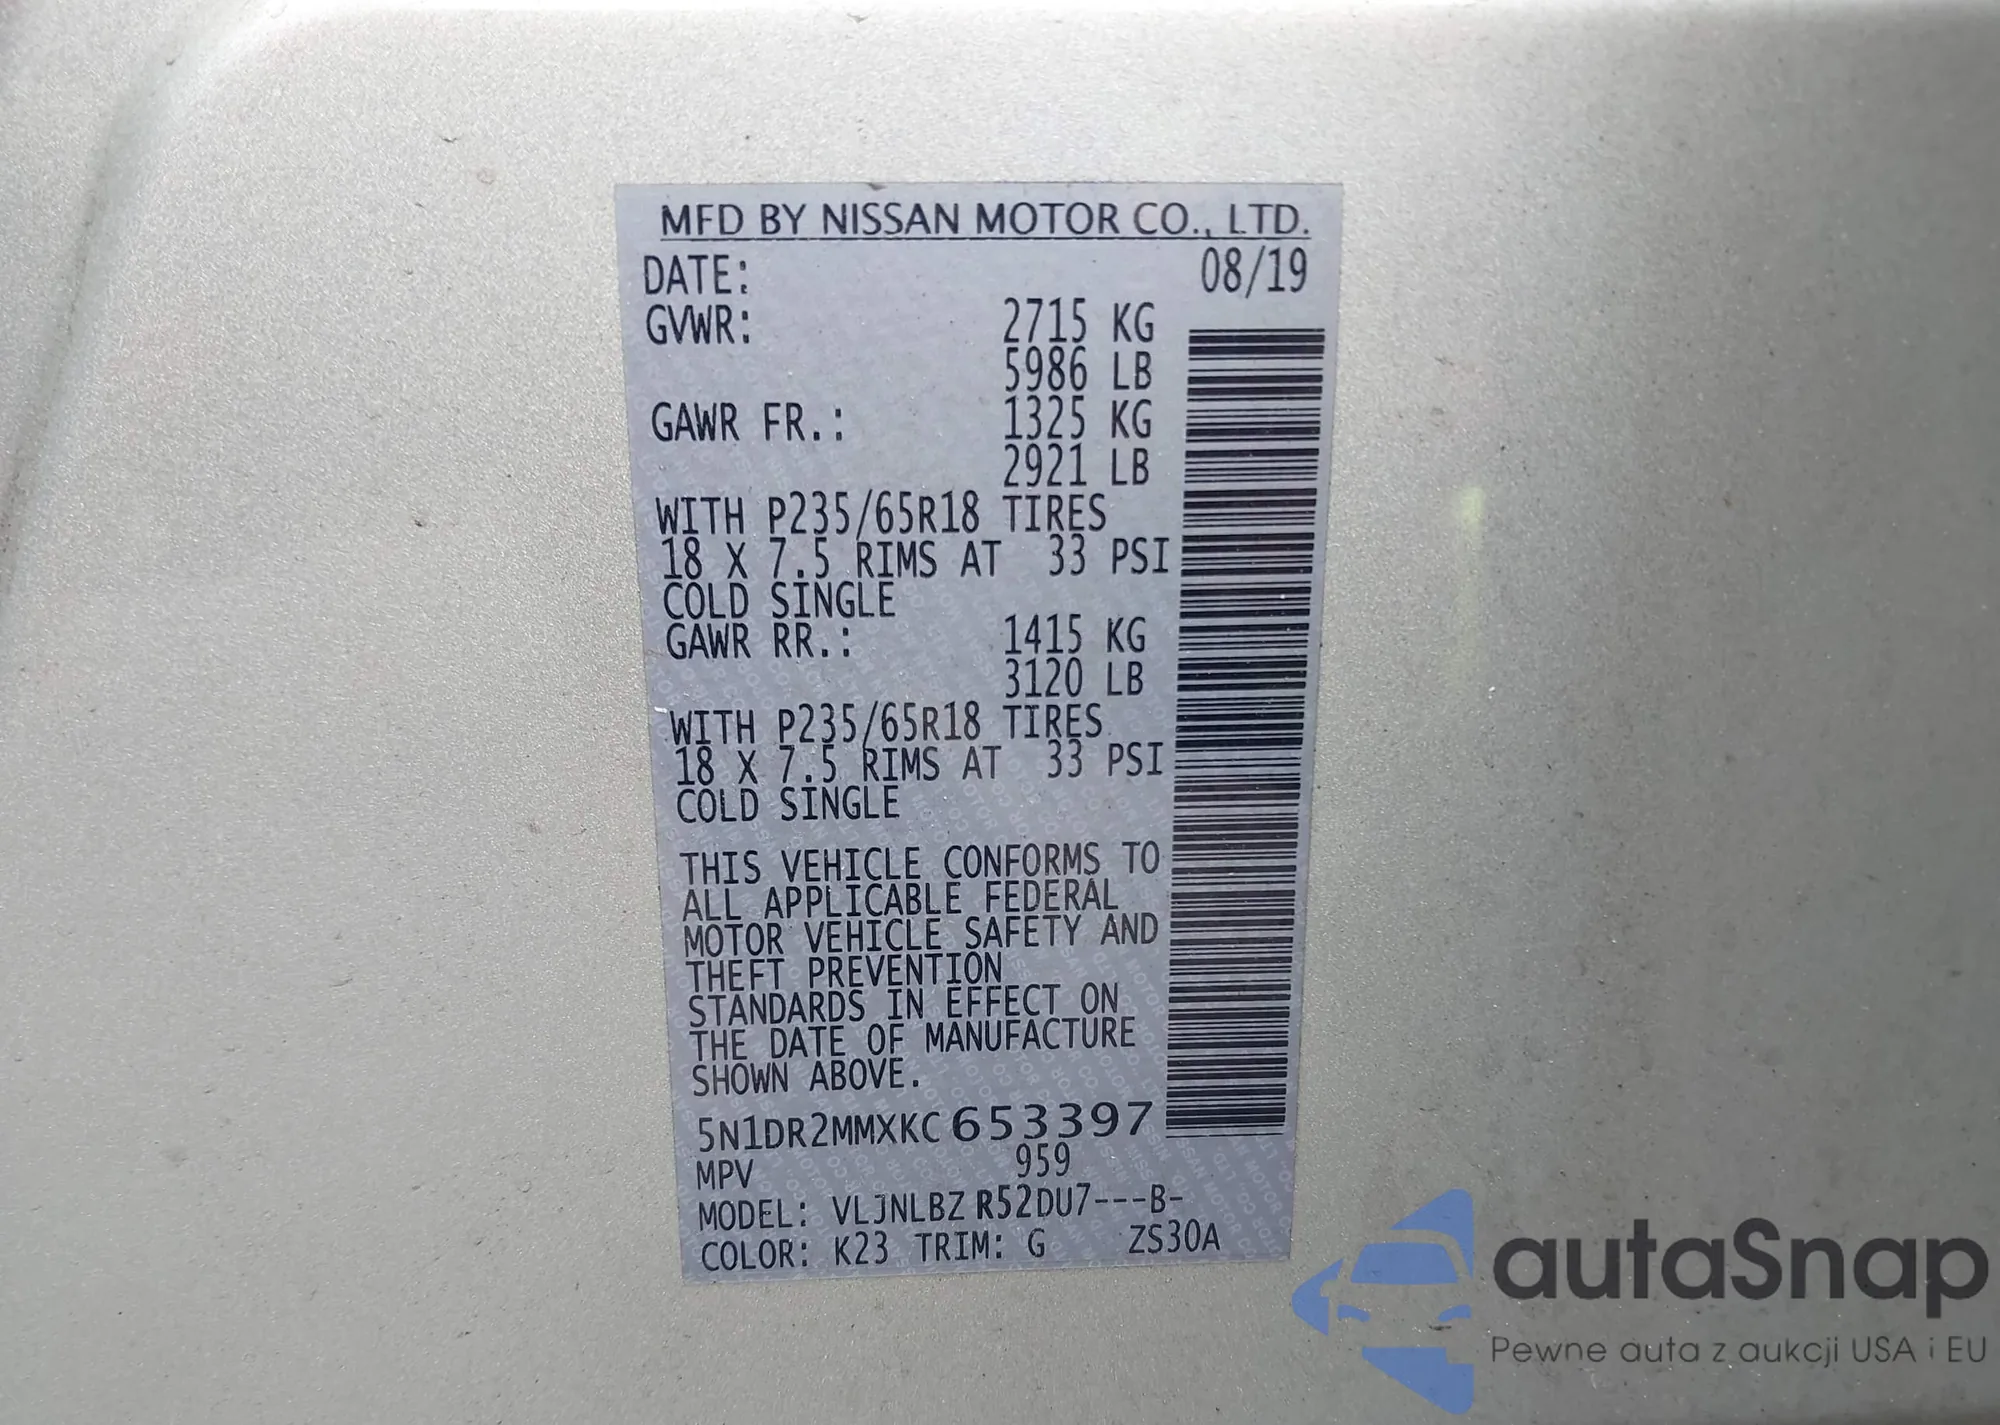 MFD BY NISSAN MOTOR CO., LTD.
DATE: 08/19
GVWR: 2715 KG
5986 LB
GAWR FR.: 1325 KG
2921 LB
WITH P235/65R18 TIRES
18 X 7.5 RIMS AT 33 PSI
COLD SINGLE
GAWR RR.: 1415 KG
3120 LB
WITH P235/65R18 TIRES
18 X 7.5 RIMS AT 33 PSI
COLD SINGLE
THIS VEHICLE CONFORMS TO
ALL APPLICABLE FEDERAL
MOTOR VEHICLE SAFETY AND
THEFT PREVENTION
STANDARDS IN EFFECT ON
THE DATE OF MANUFACTURE
SHOWN ABOVE.
5N1DR2MMXKC653397
MPV 959
MODEL: VLJNLBZ R52DU7---B-
COLOR: K23 TRIM: G ZS30A
autaSnap
Pewne auta z aukcji USA i EU